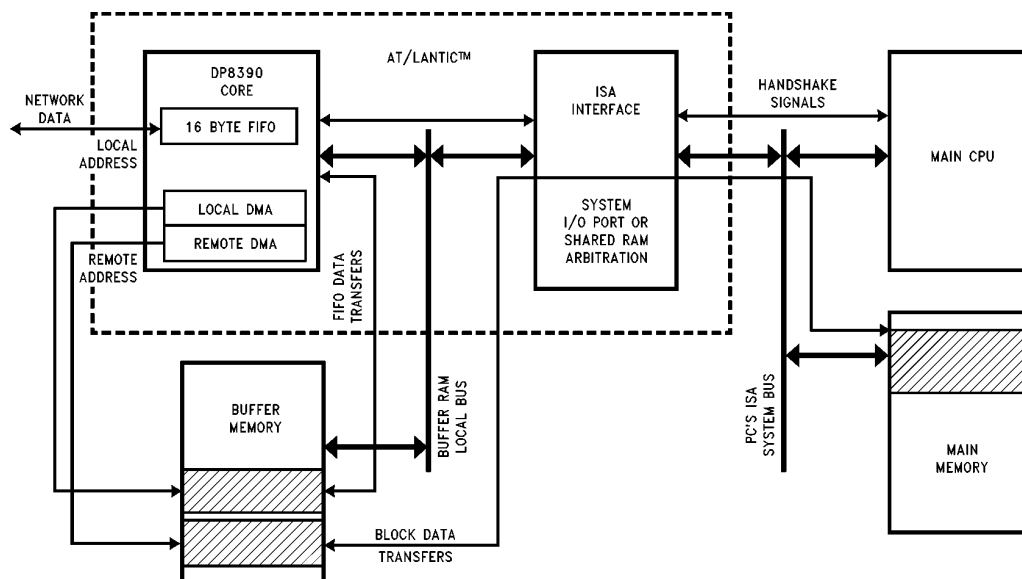 AT/LANTIC™
DP8390
CORE
16 BYTE FIFO
LOCAL DMA
REMOTE DMA
NETWORK
DATA
LOCAL
ADDRESS
REMOTE
ADDRESS
ISA
INTERFACE
SYSTEM
I/O PORT OR
SHARED RAM
ARBITRATION
HANDSHAKE
SIGNALS
MAIN CPU
FIFO DATA
TRANSFERS
BUFFER RAM
LOCAL BUS
PC'S ISA
SYSTEM BUS
BUFFER
MEMORY
MAIN
MEMORY
BLOCK DATA
TRANSFERS